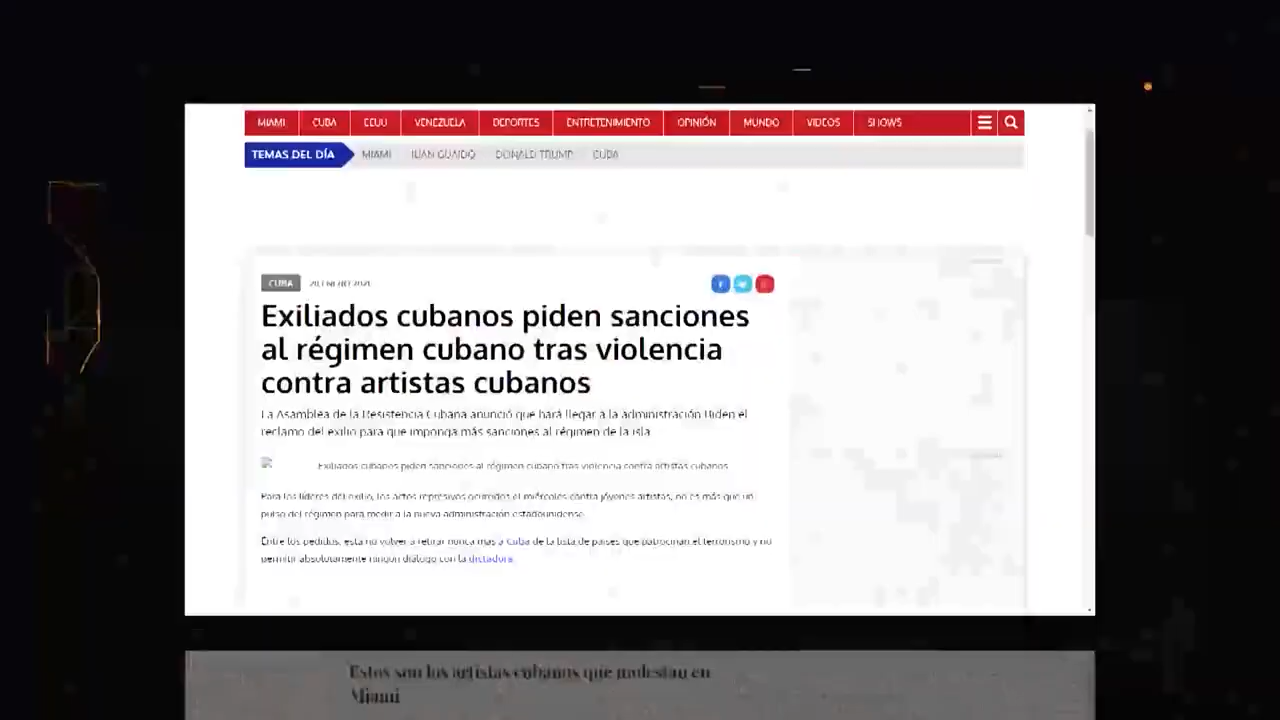 MIAMI CUBA EEUU VENEZUELA DEPORTES ENTRETENIMIENTO OPINIÓN MUNDO VIDEOS SHOWS
TEMAS DEL DÍA MIAMI JUAN GUAIDO DONALD TRUMP CUBA
CUBA
Exiliados cubanos piden sanciones
al régimen cubano tras violencia
contra artistas cubanos
La Asamblea de la Resistencia Cubana anunció que hará llegar a la administración Biden el
reclamo del exilio para que imponga más sanciones al régimen de la isla
Exiliados cubanos piden sanciones al régimen cubano tras violencia contra artistas cubanos
Para los líderes del exilio, los actos represivos ocurridos el miércoles contra jóvenes artistas, no es más que un
pulso del régimen para medir a la nueva administración estadounidense.
Entre los pedidos, está no volver a retirar nunca más a Cuba de la lista de países que patrocinan el terrorismo y no
permitir absolutamente ningún diálogo con la dictadura
Estos son los artistas cubanos que molestan en
Miami